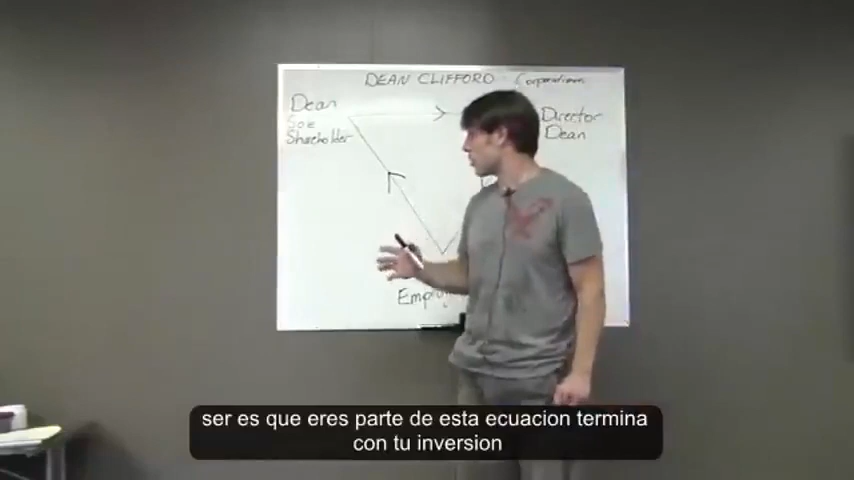 DEAN CLIFFORD Corporations
Dean
Sole
Shareholder
Director
Dean
ser es que eres parte de esta ecuacion termina
con tu inversion